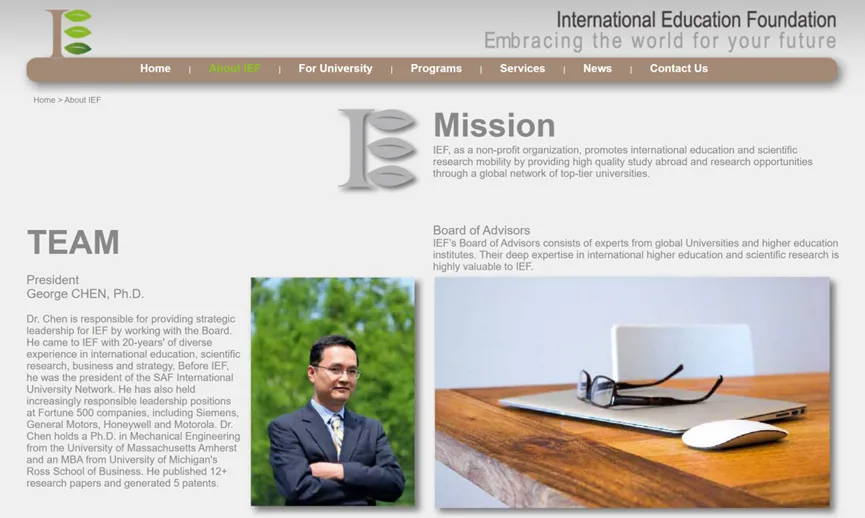 International Education Foundation
Embracing the world for your future
Home | About IEF | For University | Programs | Services | News | Contact Us
Home > About IEF
Mission
IEF, as a non-profit organization, promotes international education and scientific
research mobility by providing high quality study abroad and research opportunities
through a global network of top-tier universities.
TEAM
President
George CHEN, Ph.D.
Dr. Chen is responsible for providing strategic
leadership for IEF by working with the Board.
He came to IEF with 20-years' of diverse
experience in international education, scientific
research, business and strategy. Before IEF,
he was the president of the SAF International
University Network. He has also held
increasingly responsible leadership positions
at Fortune 500 companies, including Siemens,
General Motors, Honeywell and Motorola. Dr.
Chen holds a Ph.D. in Mechanical Engineering
from the University of Massachusetts Amherst
and an MBA from University of Michigan's
Ross School of Business. He published 12+
research papers and generated 5 patents.
Board of Advisors
IEF's Board of Advisors consists of experts from global Universities and higher education
institutes. Their deep expertise in international higher education and scientific research is
highly valuable to IEF.